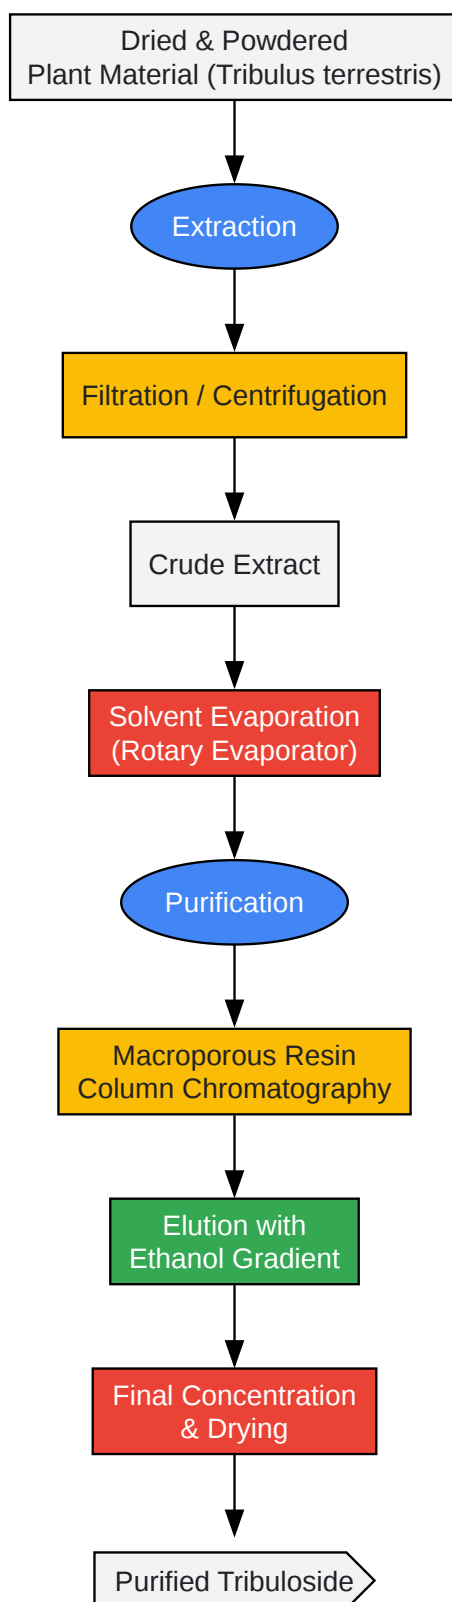 Dried & Powdered
Plant Material (Tribulus terrestris)
Extraction
Filtration / Centrifugation
Crude Extract
Solvent Evaporation
(Rotary Evaporator)
Purification
Macroporous Resin
Column Chromatography
Elution with
Ethanol Gradient
Final Concentration
& Drying
Purified Tribuloside